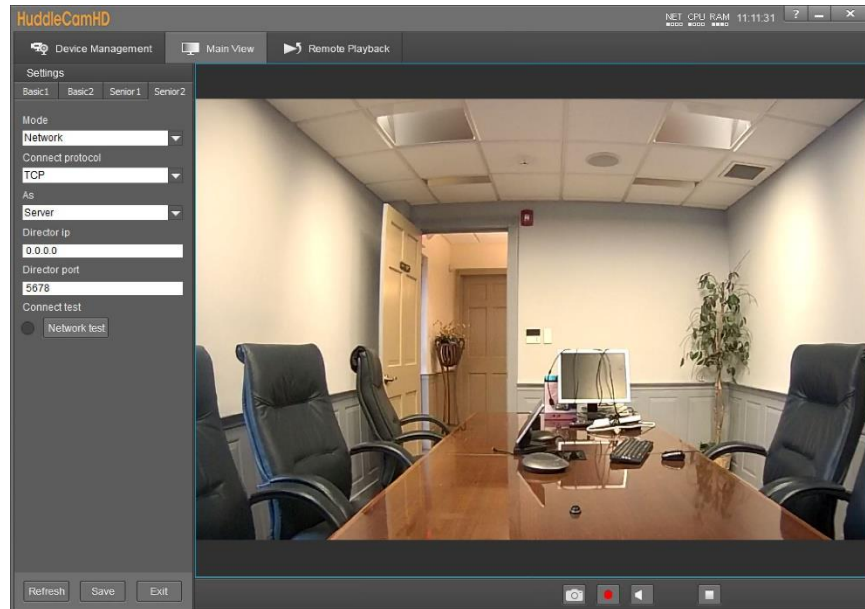 HuddleCamHD
NET CPU RAM 11:11:31 ? – ×
Device Management
Main View
Remote Playback
Settings
Basic1 Basic2 Senior1 Senior2
Mode
Network
Connect protocol
TCP
As
Server
Director ip
0.0.0.0
Director port
5678
Connect test
Network test
Refresh Save Exit